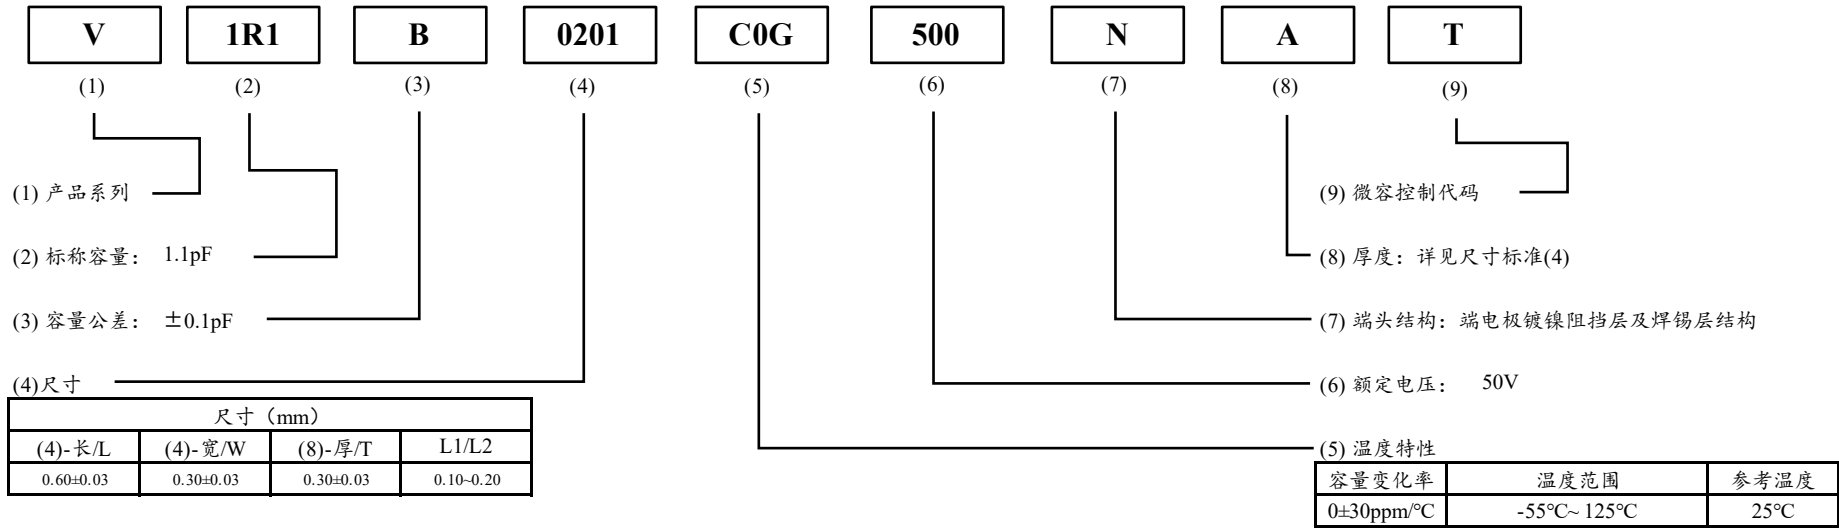 V 1R1 B 0201 C0G 500 N A T
(1) (2) (3) (4) (5) (6) (7) (8) (9)
(1) 产品系列
(9) 微容控制代码
(2) 标称容量： 1.1pF
(8) 厚度：详见尺寸标准(4)
(3) 容量公差： ±0.1pF
(7) 端头结构：端电极镀镍阻挡层及焊锡层结构
(4)尺寸
(6) 额定电压： 50V
尺寸（mm）
(4)-长/L (4)-宽/W (8)-厚/T L1/L2
0.60±0.03 0.30±0.03 0.30±0.03 0.10~0.20
(5) 温度特性
容量变化率 温度范围 参考温度
0±30ppm/°C -55°C~ 125°C 25°C